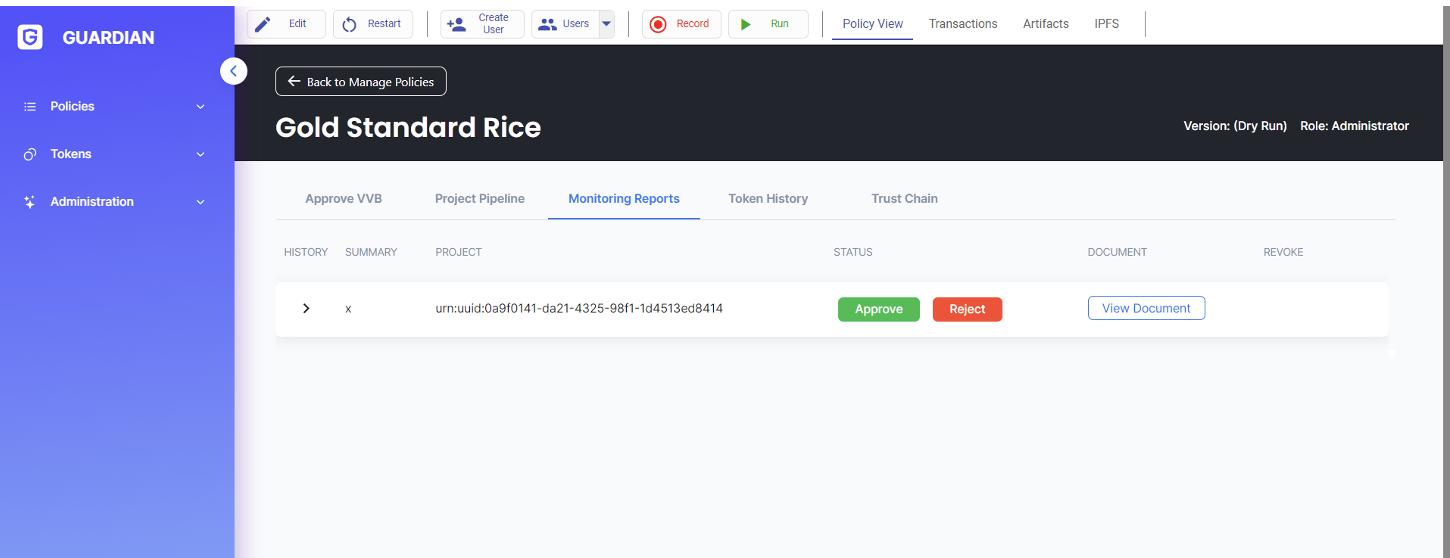 GUARDIAN
Policies
Tokens
Administration
Edit
Restart
Create
User
Users
Record
Run
Policy View
Transactions
Artifacts
IPFS
Back to Manage Policies
Gold Standard Rice
Version: (Dry Run) Role: Administrator
Approve VVB
Project Pipeline
Monitoring Reports
Token History
Trust Chain
HISTORY SUMMARY PROJECT STATUS DOCUMENT REVOKE
x urn:uuid:0a9f0141-da21-4325-98f1-1d4513ed8414 Approve Reject View Document